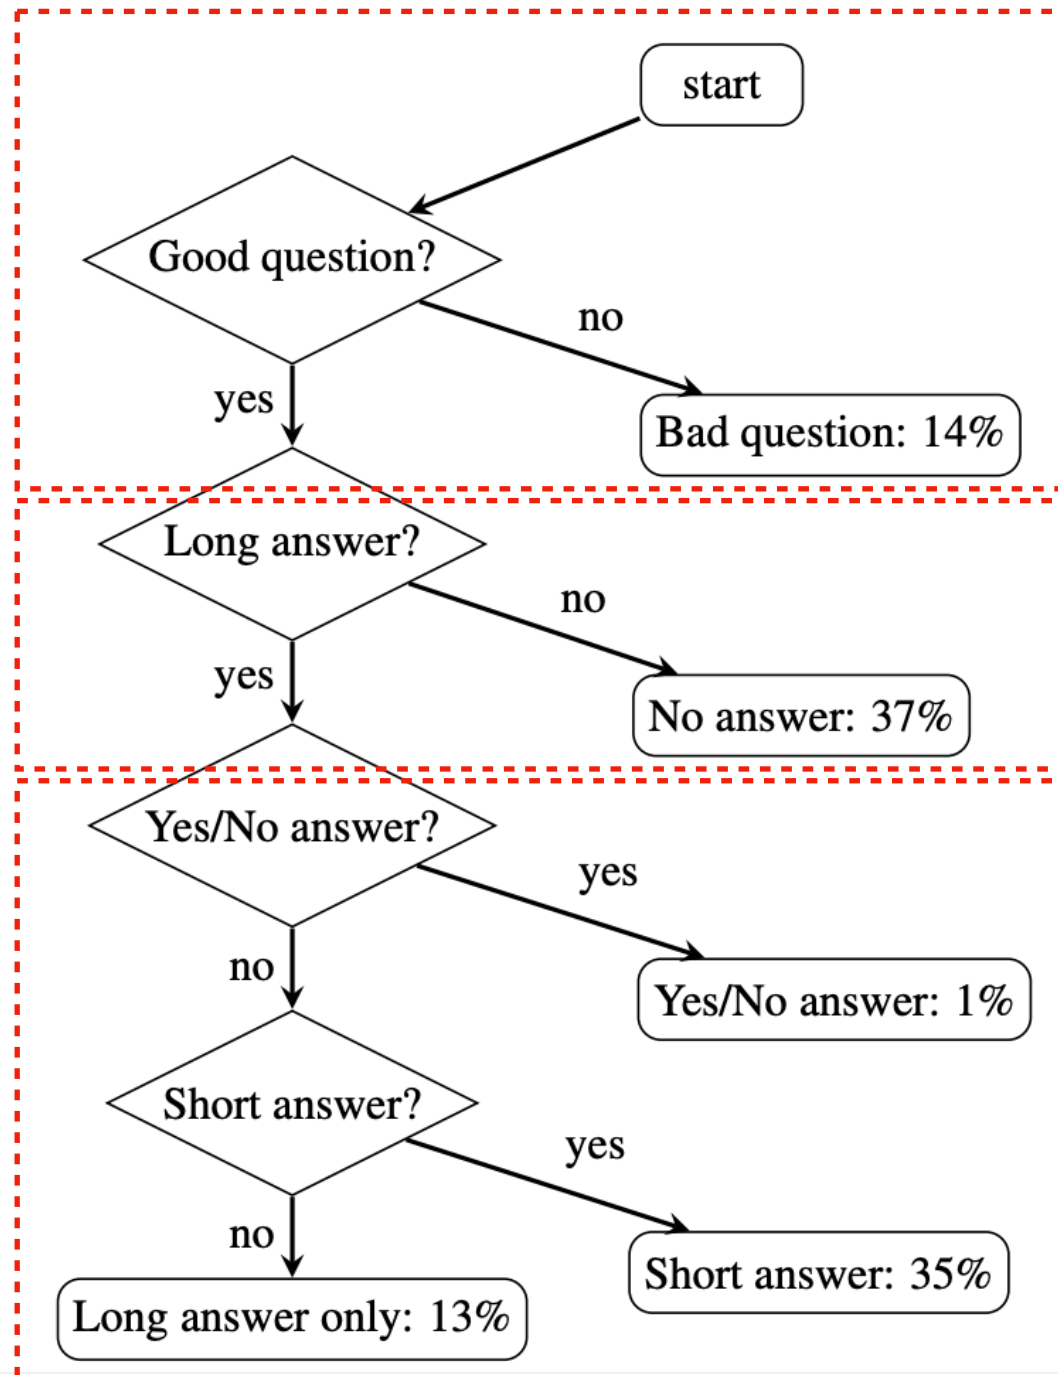 start
Good question?
no
yes
Bad question: 14%
Long answer?
no
yes
No answer: 37%
Yes/No answer?
yes
no
Yes/No answer: 1%
Short answer?
yes
no
Short answer: 35%
Long answer only: 13%